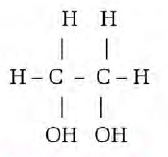 H H
H – C – C – H
OH OH